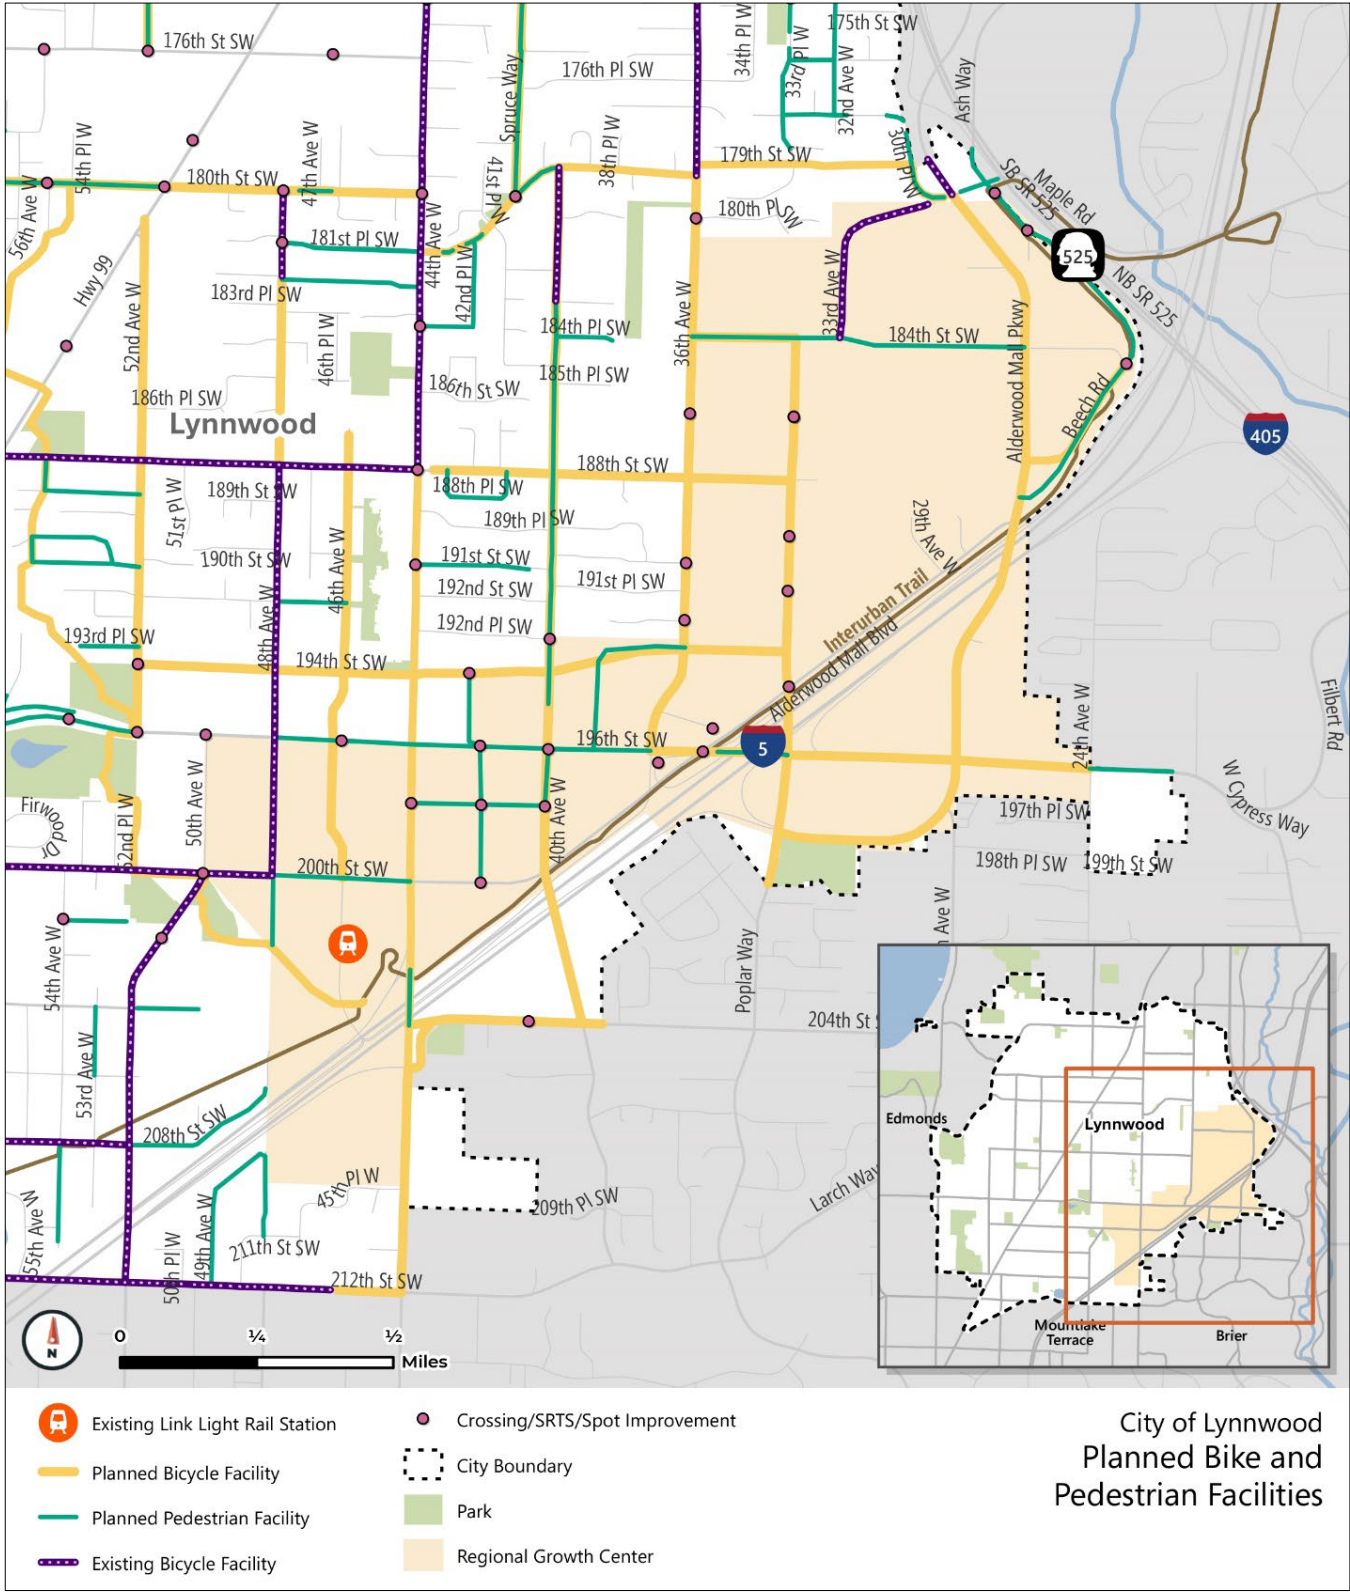 175th St SW
176th St SW
34th Pl W
33rd Pl W
32nd Ave W
Ash Way
Spruce Way
176th Pl SW
54th Pl W
47th Ave W
38th Pl W
179th St SW
30th Pl W
SB SR 525
Maple Rd
56th Ave W
180th St SW
41st Pl W
180th Pl SW
181st Pl SW
44th Ave W
42nd Pl W
525
NB SR 525
Hwy 99
183rd Pl SW
52nd Ave W
46th Pl W
184th Pl SW
36th Ave W
33rd Ave W
184th St SW
Alderwood Mall Pkwy
185th Pl SW
186th Pl SW
186th St SW
Beech Rd
Lynnwood
405
188th St SW
189th St SW
188th Pl SW
51st Pl W
189th Pl SW
29th Ave W
190th St SW
46th Ave W
191st St SW
191st Pl SW
192nd St SW
48th Ave W
192nd Pl SW
193rd Pl SW
Interurban Trail
Alderwood Mall Blvd
194th St SW
Filbert Rd
24th Ave W
196th St SW
5
50th Ave W
W Cypress Way
Firwood Dr
52nd Pl W
40th Ave W
197th Pl SW
200th St SW
198th Pl SW
199th St SW
54th Ave W
Poplar Way
Ave W
204th St S
53rd Ave W
208th St SW
45th Pl W
Larch Way
209th Pl SW
55th Ave W
50th Pl W
49th Ave W
211th St SW
212th St SW
Edmonds
Lynnwood
Mountlake
Terrace
Brier
N
0 ¼ ½
Miles
Existing Link Light Rail Station
Planned Bicycle Facility
Planned Pedestrian Facility
Existing Bicycle Facility
Crossing/SRTS/Spot Improvement
City Boundary
Park
Regional Growth Center
City of Lynnwood
Planned Bike and
Pedestrian Facilities